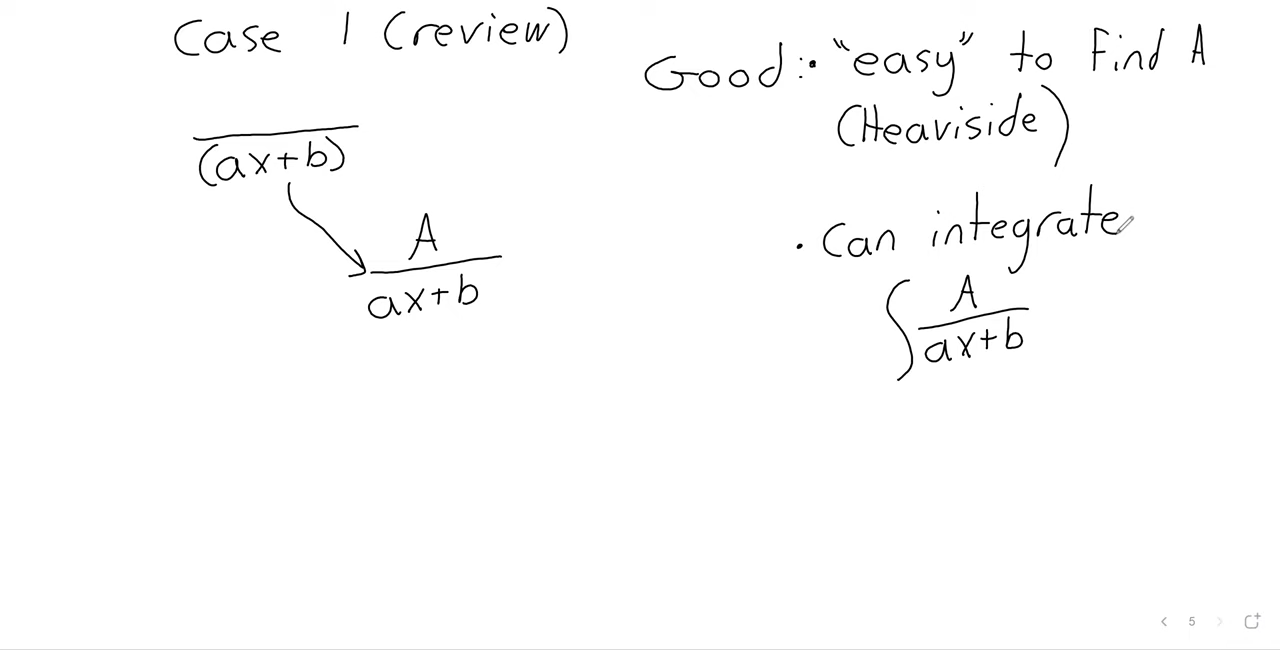 Case 1 (review)
Good: • "easy" to find A
(Heaviside)
(ax+b)
A
ax+b
• Can integrate
∫ A
ax+b
5